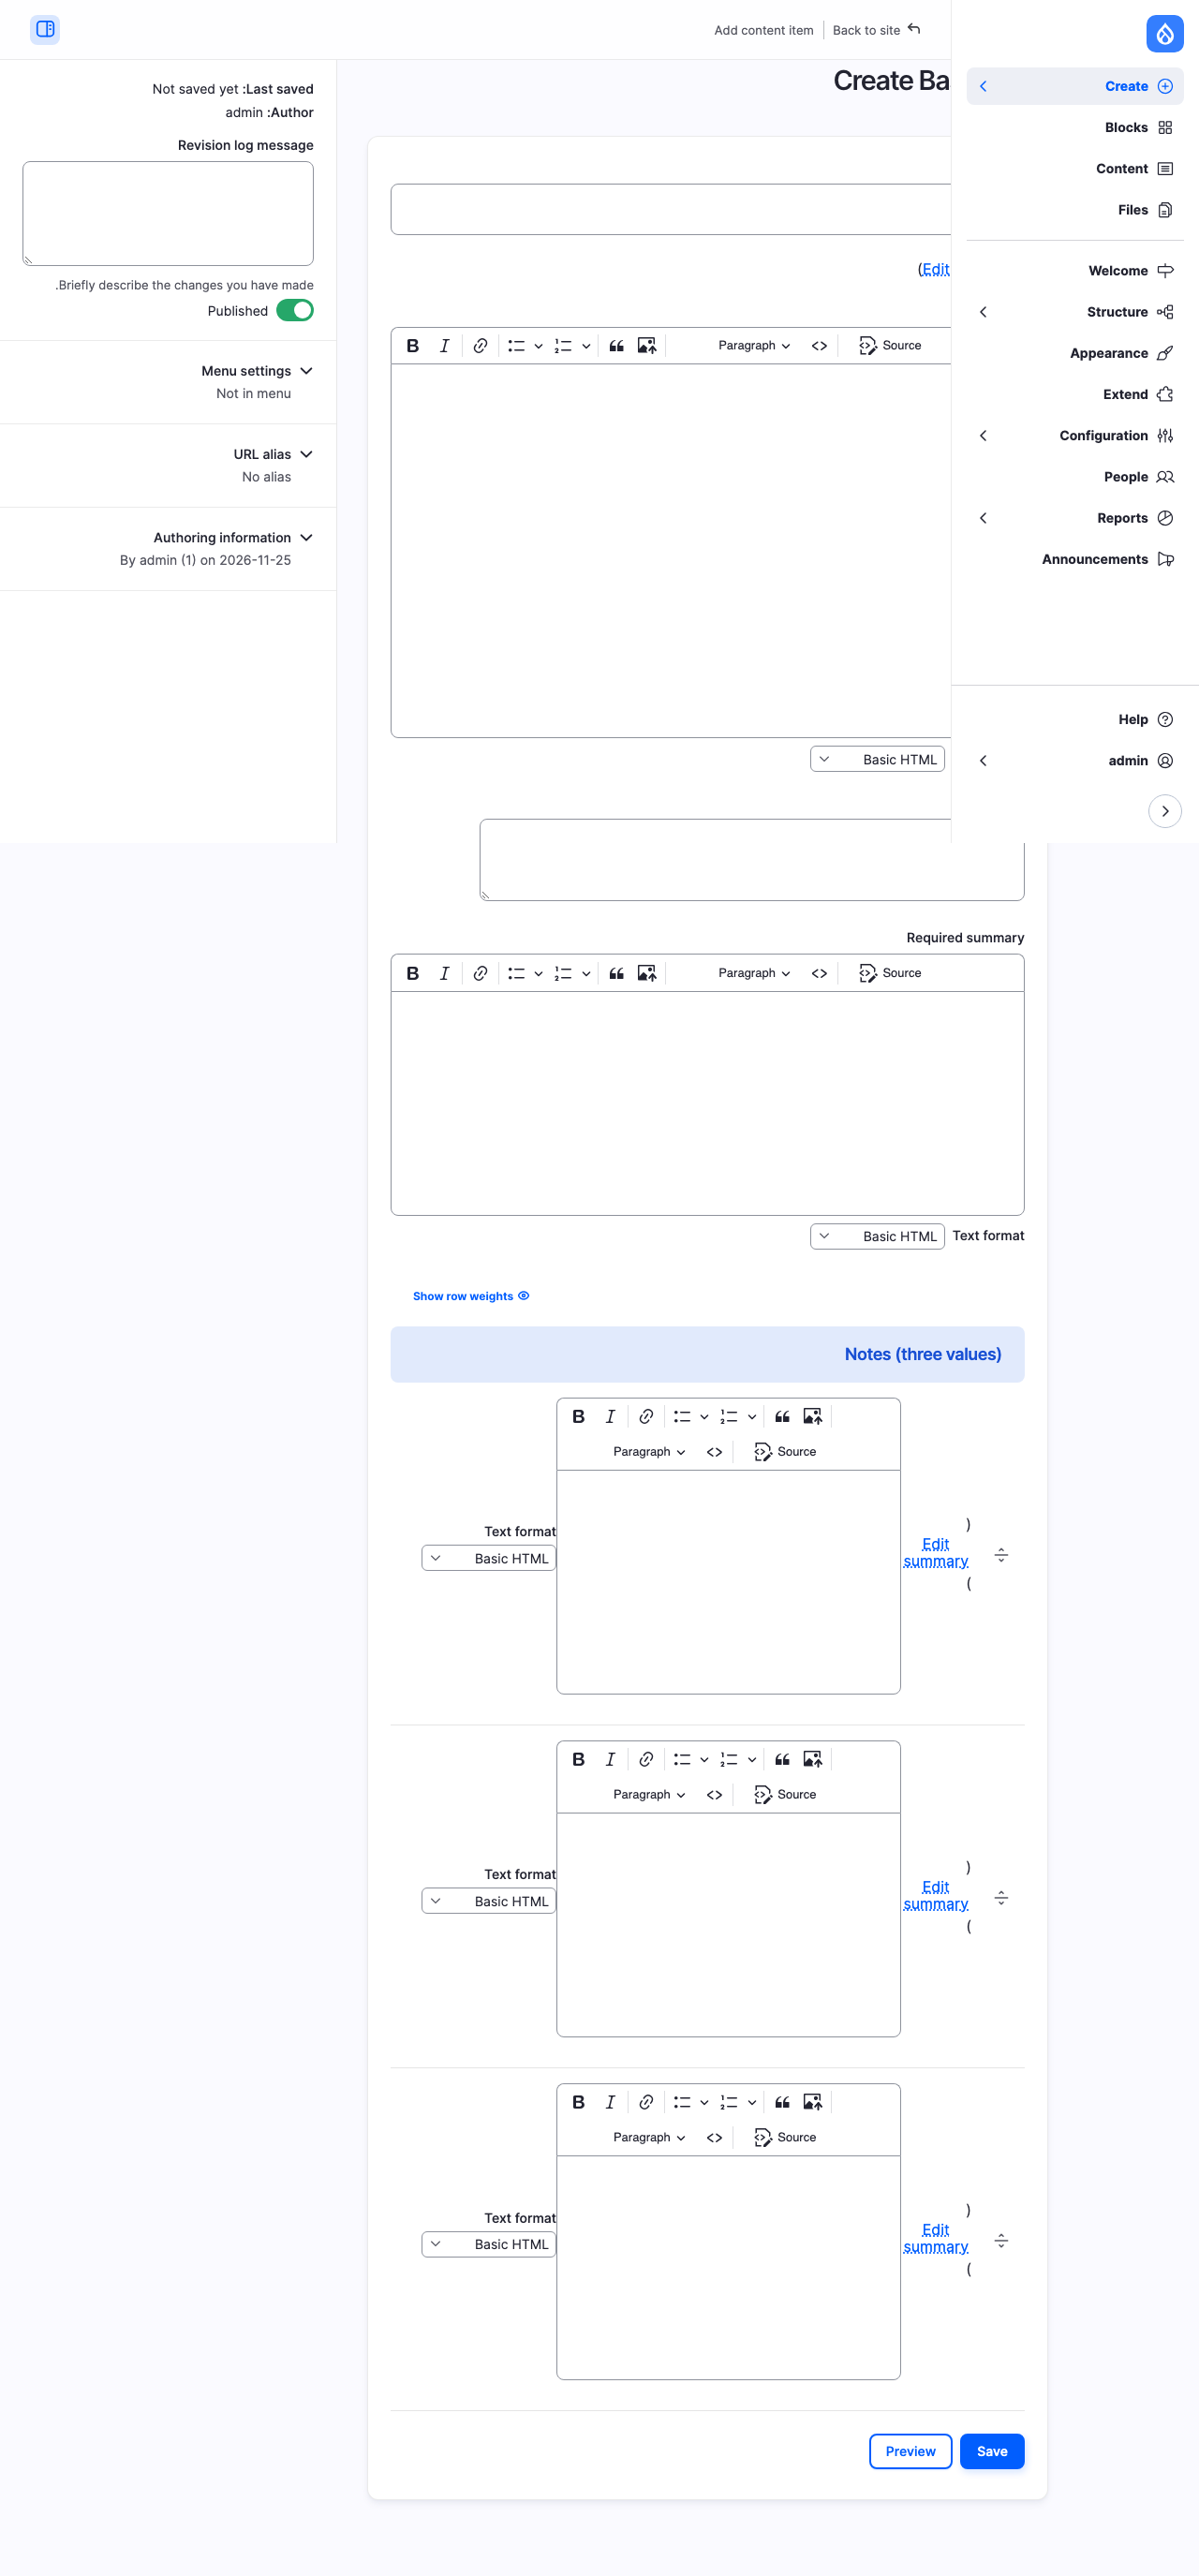 Add content item
Back to site
Create
Blocks
Content
Files
Welcome
Structure
Appearance
Extend
Configuration
People
Reports
Announcements
Help
admin
Last saved: Not saved yet
Author: admin
Revision log message
Briefly describe the changes you have made.
Published
Menu settings
Not in menu
URL alias
No alias
Authoring information
By admin (1) on 2026-11-25
Create Ba
(Edit
Paragraph
Source
Basic HTML
Required summary
Paragraph
Source
Text format
Basic HTML
Show row weights
Notes (three values)
Paragraph
Source
(Edit
summary)
Text format
Basic HTML
Paragraph
Source
(Edit
summary)
Text format
Basic HTML
Paragraph
Source
(Edit
summary)
Text format
Basic HTML
Save
Preview